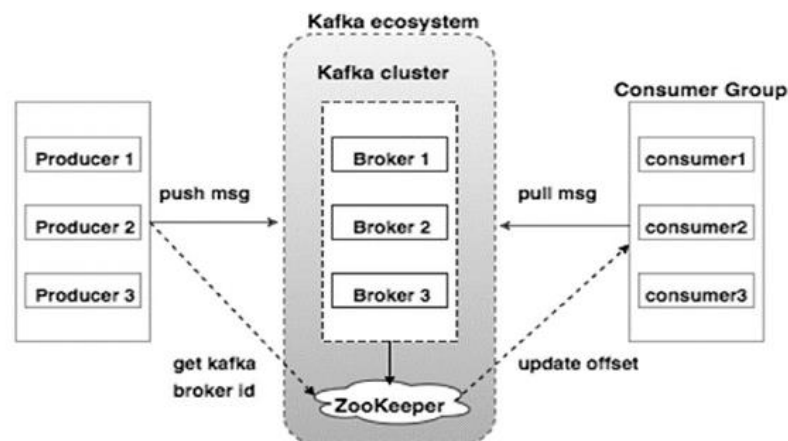 Kafka ecosystem
Kafka cluster
Consumer Group
Producer 1
Producer 2
Producer 3
push msg
Broker 1
Broker 2
Broker 3
pull msg
consumer1
consumer2
consumer3
get kafka
broker id
ZooKeeper
update offset